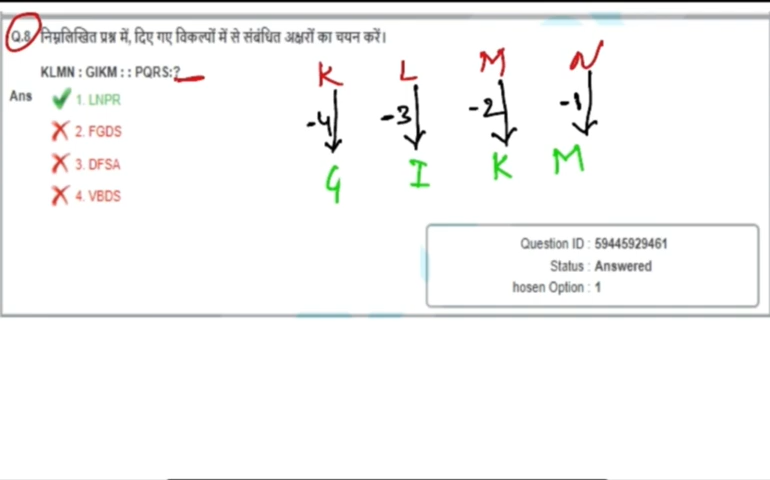 Q.8 निम्नलिखित प्रश्न में, दिए गए विकल्पों में से संबंधित अक्षरों का चयन करें।
KLMN : GIKM : : PQRS:?
Ans 1. LNPR
2. FGDS
3. DFSA
4. VBDS
K L M N
-4 -3 -2 -1
G I K M
Question ID : 59445929461
Status : Answered
hosen Option : 1